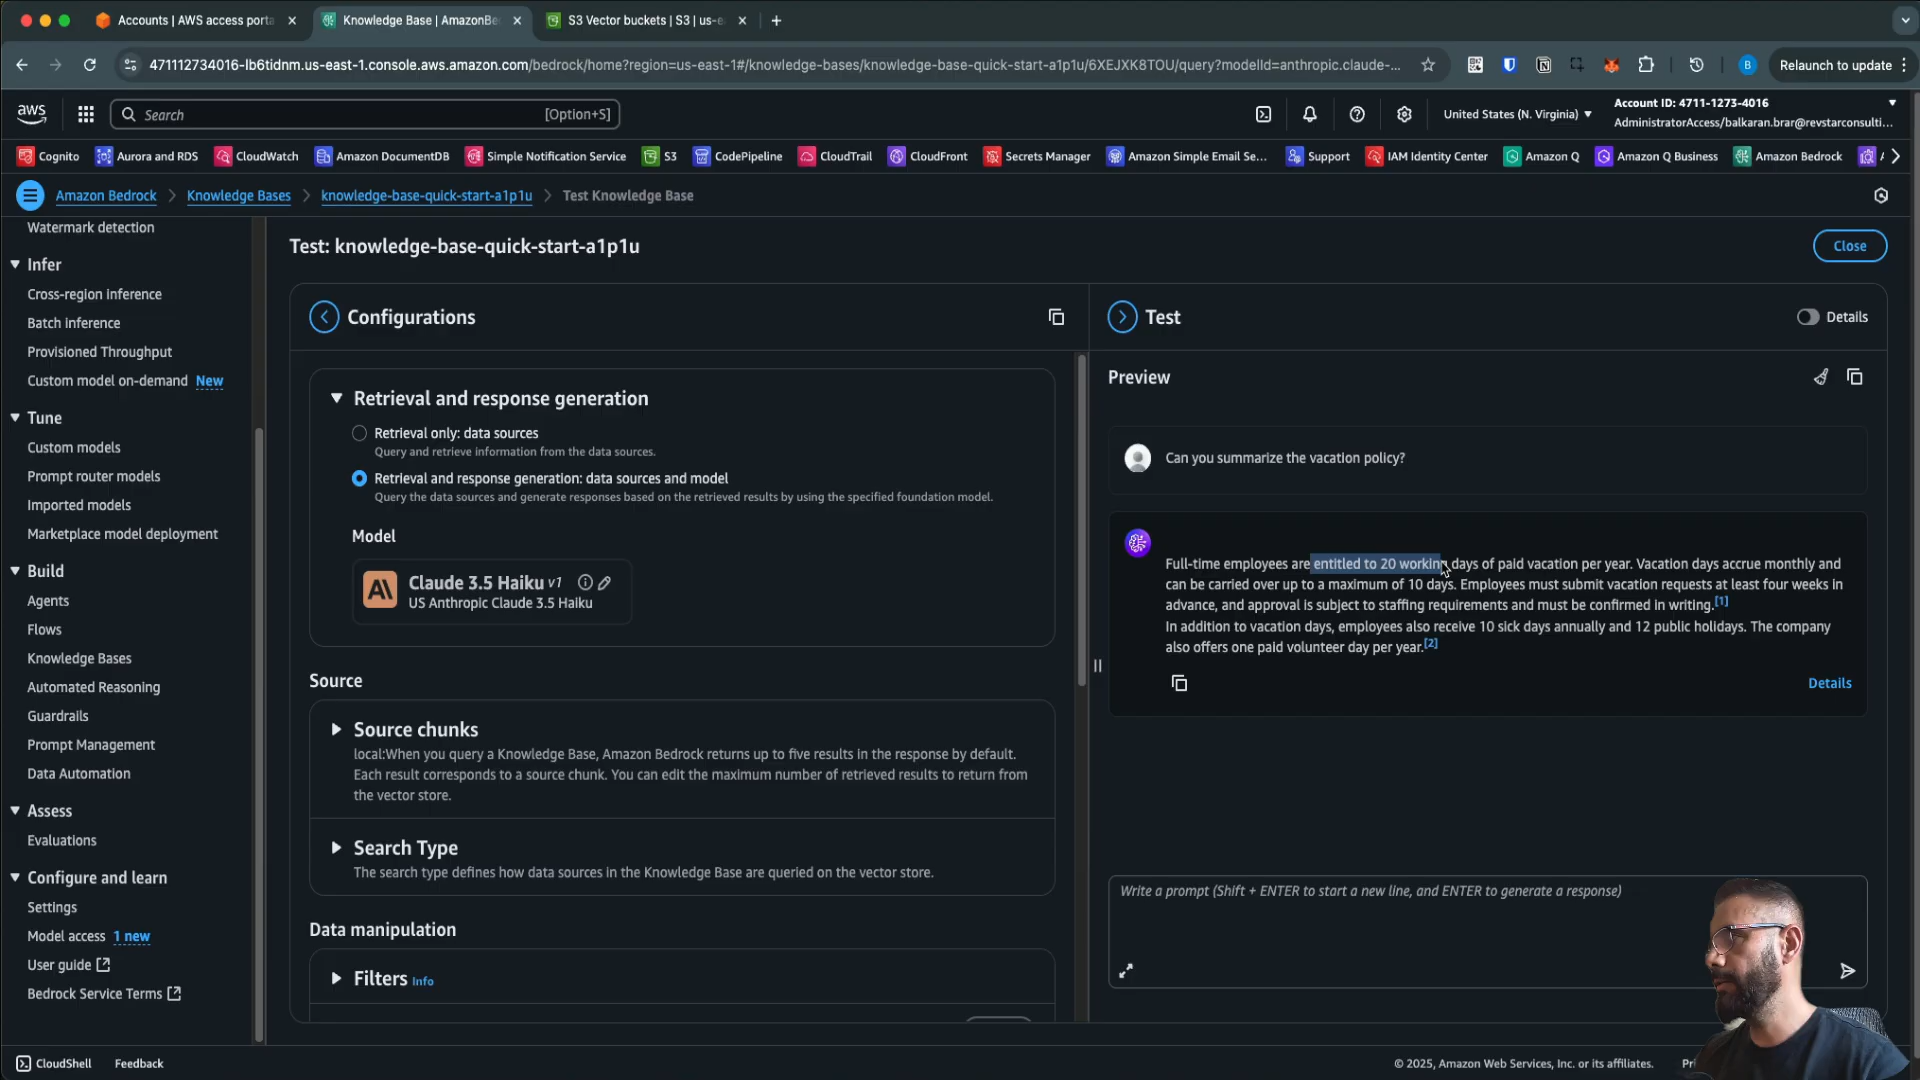 Accounts | AWS access porta
Knowledge Base | AmazonBe
S3 Vector buckets | S3 | us-e
471112734016-lb6tidnm.us-east-1.console.aws.amazon.com/bedrock/home?region=us-east-1#/knowledge-bases/knowledge-base-quick-start-a1p1u/6XEJXK8TOU/query?modelId=anthropic.claude-...
B
Relaunch to update
aws
Search
[Option+S]
United States (N. Virginia)
Account ID: 4711-1273-4016
AdministratorAccess/balkaran.brar@revstarconsulti...
Cognito
Aurora and RDS
CloudWatch
Amazon DocumentDB
Simple Notification Service
S3
CodePipeline
CloudTrail
CloudFront
Secrets Manager
Amazon Simple Email Se...
Support
IAM Identity Center
Amazon Q
Amazon Q Business
Amazon Bedrock
Amazon Bedrock
Knowledge Bases
knowledge-base-quick-start-a1p1u
Test Knowledge Base
Watermark detection
Infer
Cross-region inference
Batch inference
Provisioned Throughput
Custom model on-demand New
Tune
Custom models
Prompt router models
Imported models
Marketplace model deployment
Build
Agents
Flows
Knowledge Bases
Automated Reasoning
Guardrails
Prompt Management
Data Automation
Assess
Evaluations
Configure and learn
Settings
Model access 1 new
User guide
Bedrock Service Terms
Test: knowledge-base-quick-start-a1p1u
Close
Configurations
Retrieval and response generation
Retrieval only: data sources
Query and retrieve information from the data sources.
Retrieval and response generation: data sources and model
Query the data sources and generate responses based on the retrieved results by using the specified foundation model.
Model
Claude 3.5 Haiku v1
US Anthropic Claude 3.5 Haiku
Source
Source chunks
local:When you query a Knowledge Base, Amazon Bedrock returns up to five results in the response by default.
Each result corresponds to a source chunk. You can edit the maximum number of retrieved results to return from
the vector store.
Search Type
The search type defines how data sources in the Knowledge Base are queried on the vector store.
Data manipulation
Filters Info
Test
Details
Preview
Can you summarize the vacation policy?
Full-time employees are entitled to 20 working days of paid vacation per year. Vacation days accrue monthly and
can be carried over up to a maximum of 10 days. Employees must submit vacation requests at least four weeks in
advance, and approval is subject to staffing requirements and must be confirmed in writing.[1]
In addition to vacation days, employees also receive 10 sick days annually and 12 public holidays. The company
also offers one paid volunteer day per year.[2]
Details
Write a prompt (Shift + ENTER to start a new line, and ENTER to generate a response)
CloudShell
Feedback
© 2025, Amazon Web Services, Inc. or its affiliates.